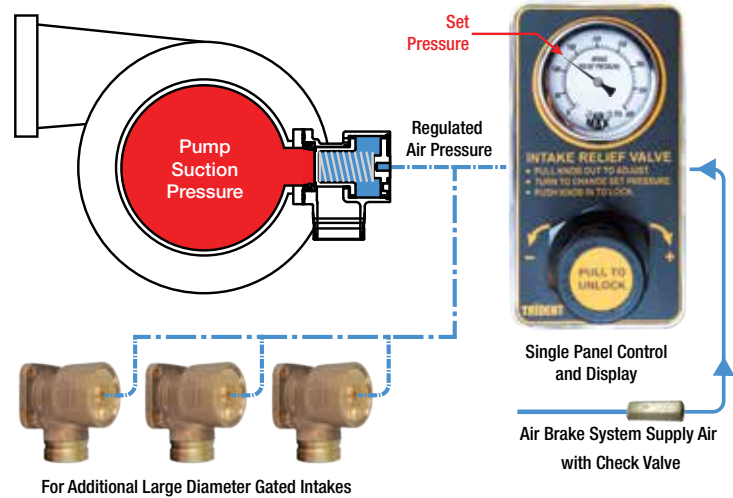 Set
Pressure
Pump
Suction
Pressure
Regulated
Air Pressure
INTAKE RELIEF VALVE
• PULL KNOB OUT TO ADJUST.
• TURN TO CHANGE SET PRESSURE.
• PUSH KNOB IN TO LOCK.
- +
PULL TO
UNLOCK
TRIDENT
Single Panel Control
and Display
Air Brake System Supply Air
with Check Valve
For Additional Large Diameter Gated Intakes